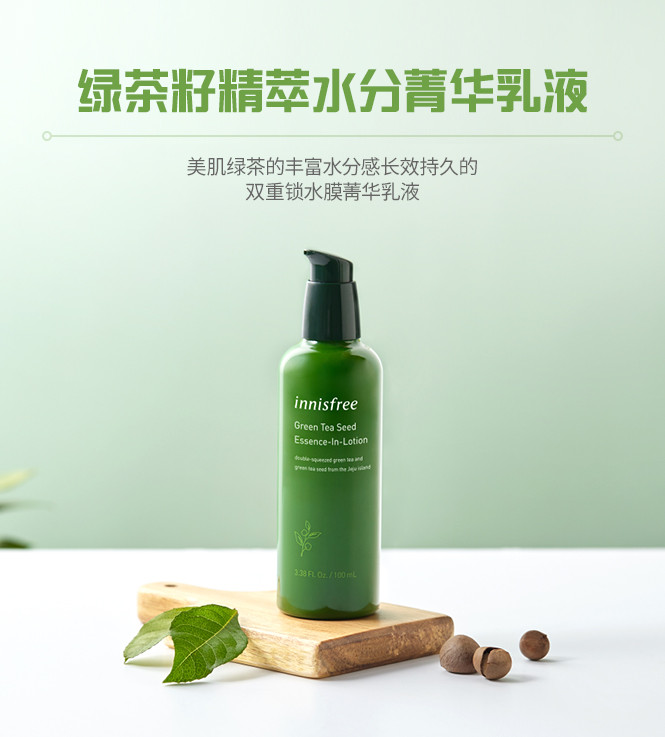 绿茶籽精萃水分菁华乳液
美肌绿茶的丰富水分感长效持久的
双重锁水膜菁华乳液
innisfree
Green Tea Seed
Essence-In-Lotion
double-squeezed green tea and
green tea seed from the Jeju island
3.38 Fl. Oz. / 100 mL